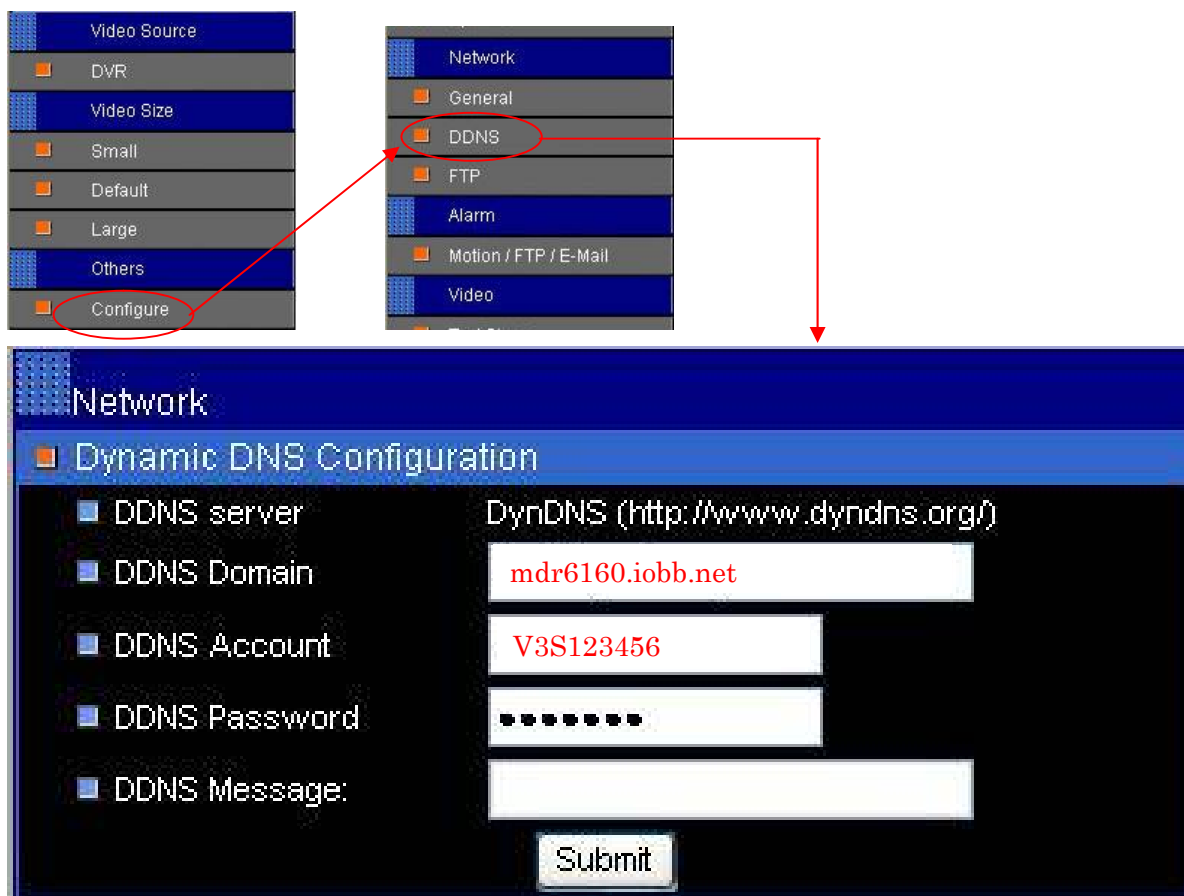 Video Source
DVR
Video Size
Small
Default
Large
Others
Configure
Network
General
DDNS
FTP
Alarm
Motion / FTP / E-Mail
Video
Network
Dynamic DNS Configuration
DDNS server DynDNS (http://www.dyndns.org/)
DDNS Domain mdr6160.iobb.net
DDNS Account V3S123456
DDNS Password •••••••
DDNS Message:
Submit